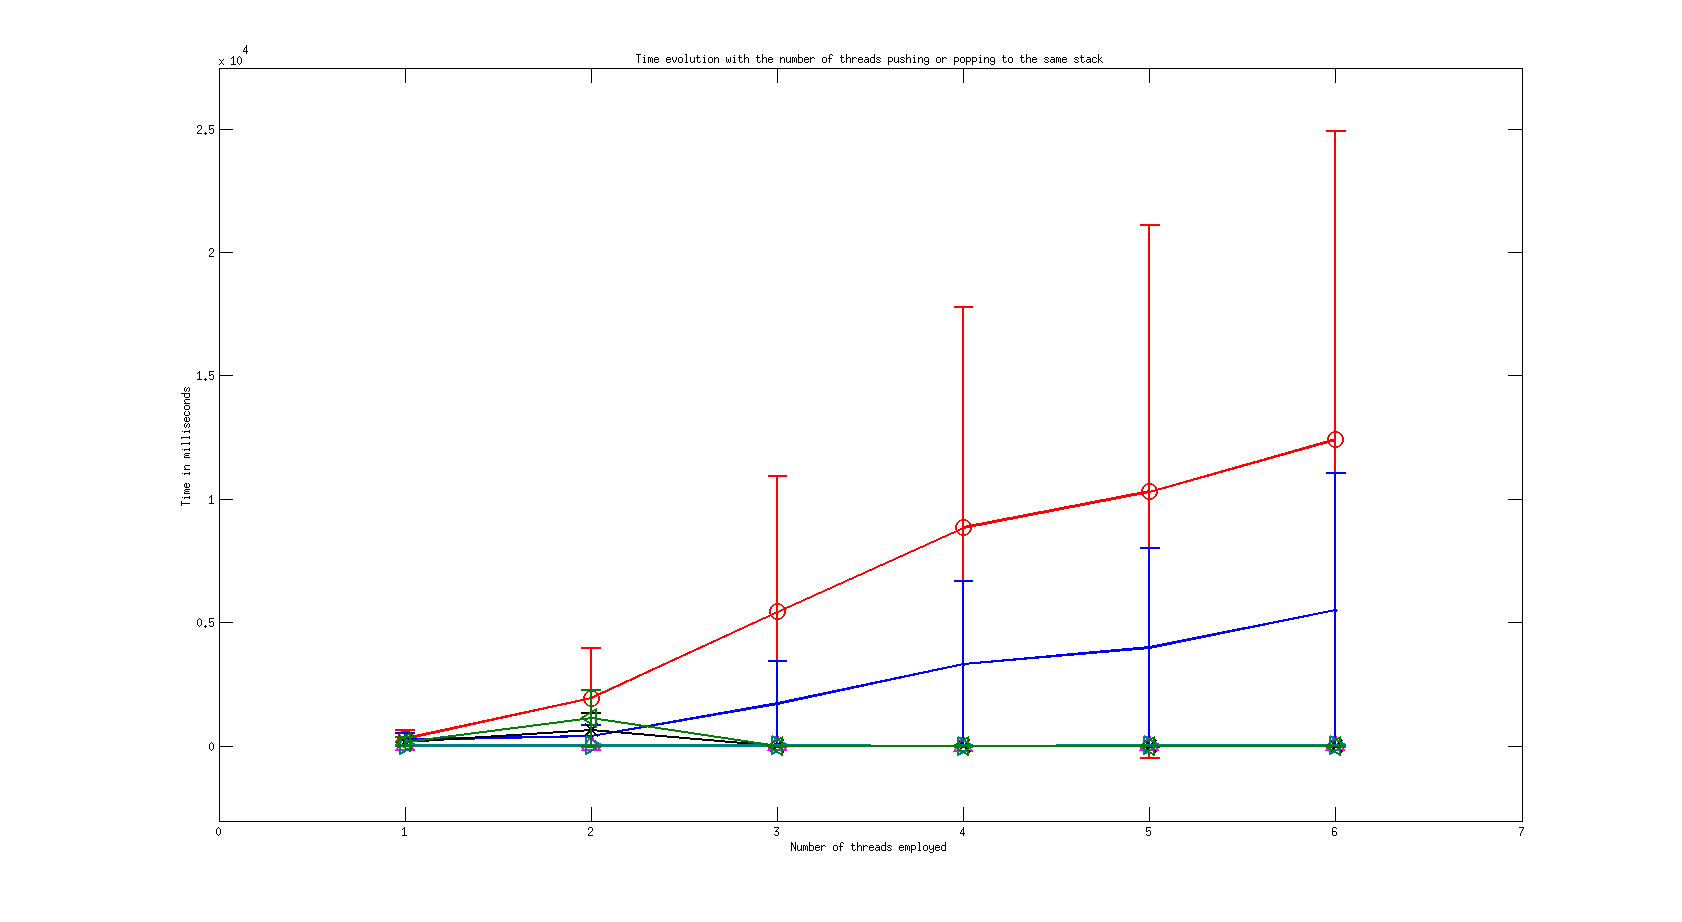 x 10^4
Time evolution with the number of threads pushing or popping to the same stack
2.5
2
1.5
1
0.5
0
Time in milliseconds
0 1 2 3 4 5 6 7
Number of threads employed